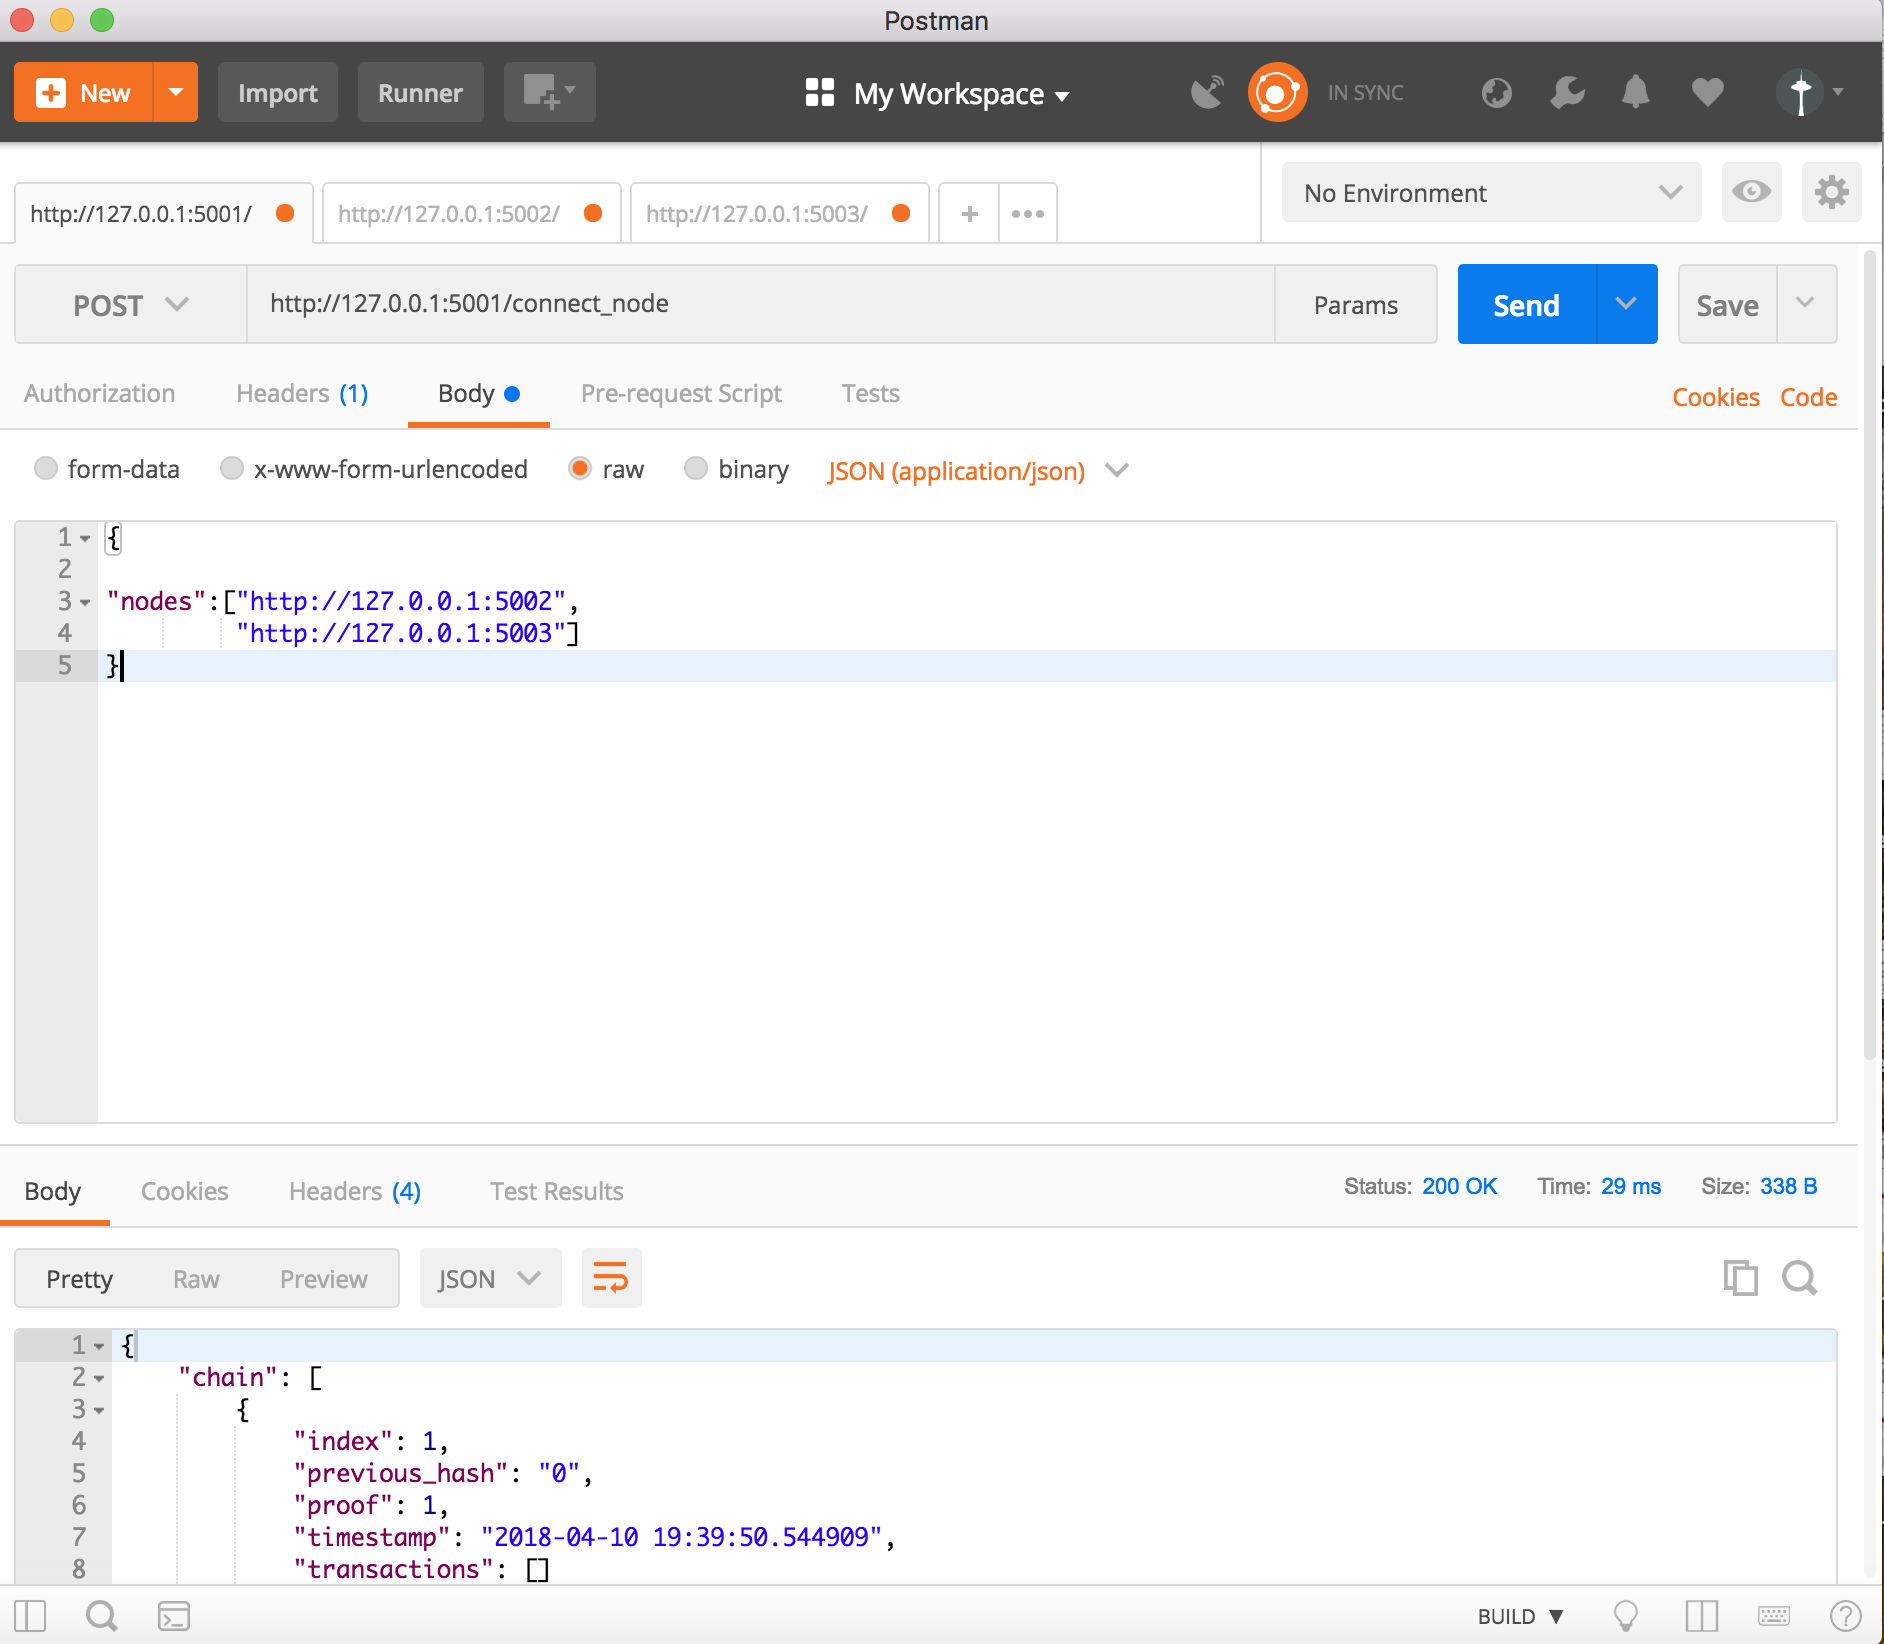 Postman
New Import Runner My Workspace IN SYNC
http://127.0.0.1:5001/ http://127.0.0.1:5002/ http://127.0.0.1:5003/ + ••• No Environment
POST http://127.0.0.1:5001/connect_node Params Send Save
Authorization Headers (1) Body Pre-request Script Tests Cookies Code
form-data x-www-form-urlencoded raw binary JSON (application/json)
1 {
2
3 "nodes":["http://127.0.0.1:5002",
4 "http://127.0.0.1:5003"]
5 }
Body Cookies Headers (4) Test Results Status: 200 OK Time: 29 ms Size: 338 B
Pretty Raw Preview JSON
1 {
2 "chain": [
3 {
4 "index": 1,
5 "previous_hash": "0",
6 "proof": 1,
7 "timestamp": "2018-04-10 19:39:50.544909",
8 "transactions": []
BUILD ▼ ?